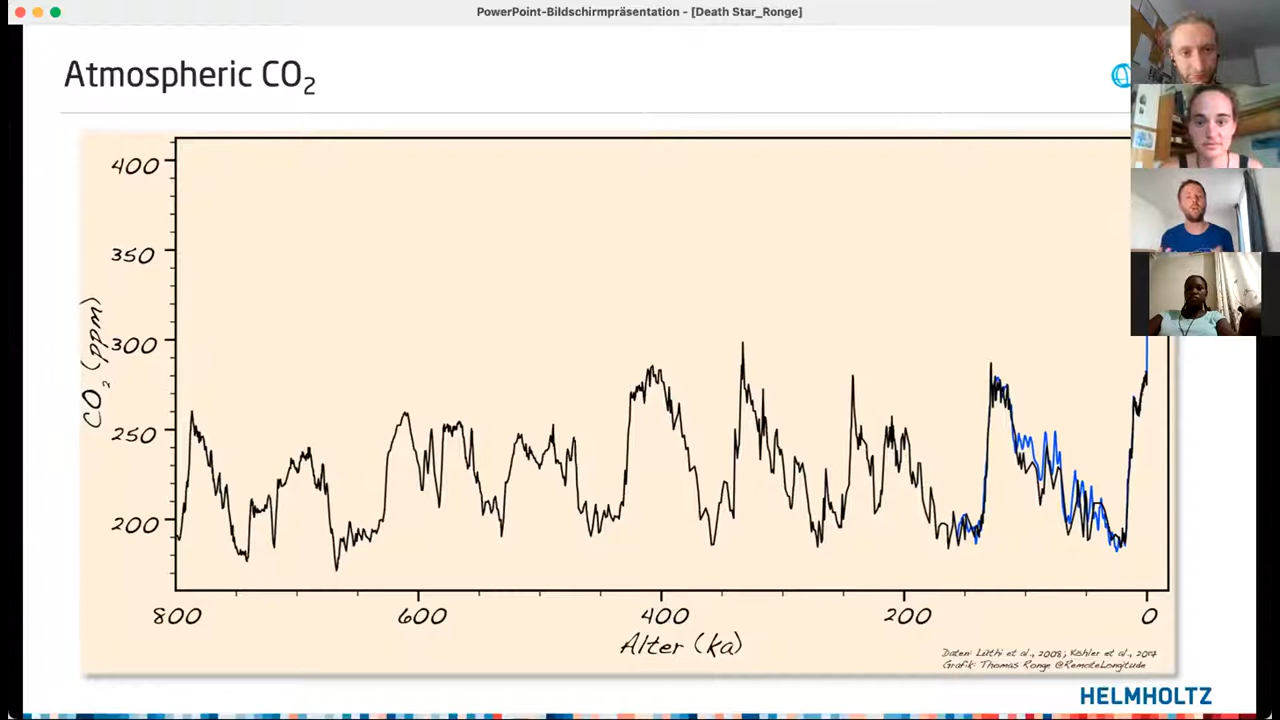 PowerPoint-Bildschirmpräsentation - [Death Star_Ronge]
Atmospheric CO₂
400
350
300
250
200
CO₂ (ppm)
800
600
400
200
0
Alter (ka)
Daten: Lüthi et al., 2008; Köhler et al., 2017
Grafik: Thomas Ronge @RemoteLongitude
HELMHOLTZ